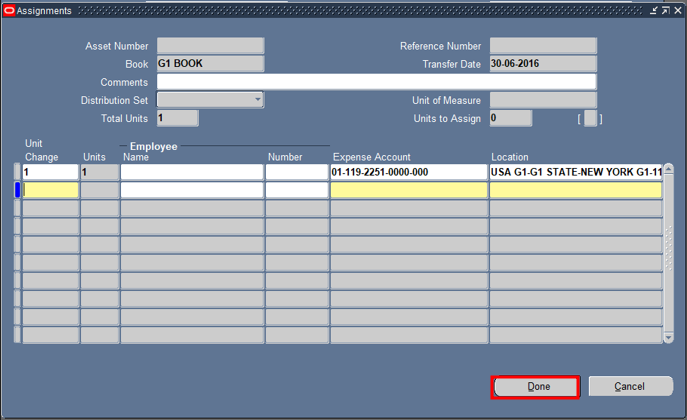 Assignments
Asset Number
Reference Number
Book G1 BOOK
Transfer Date 30-06-2016
Comments
Distribution Set
Unit of Measure
Total Units 1
Units to Assign 0 [ ]
Unit Change
Units
Employee
Name
Number
Expense Account
Location
1 1 01-119-2251-0000-000 USA G1-G1 STATE-NEW YORK G1-11
Done
Cancel